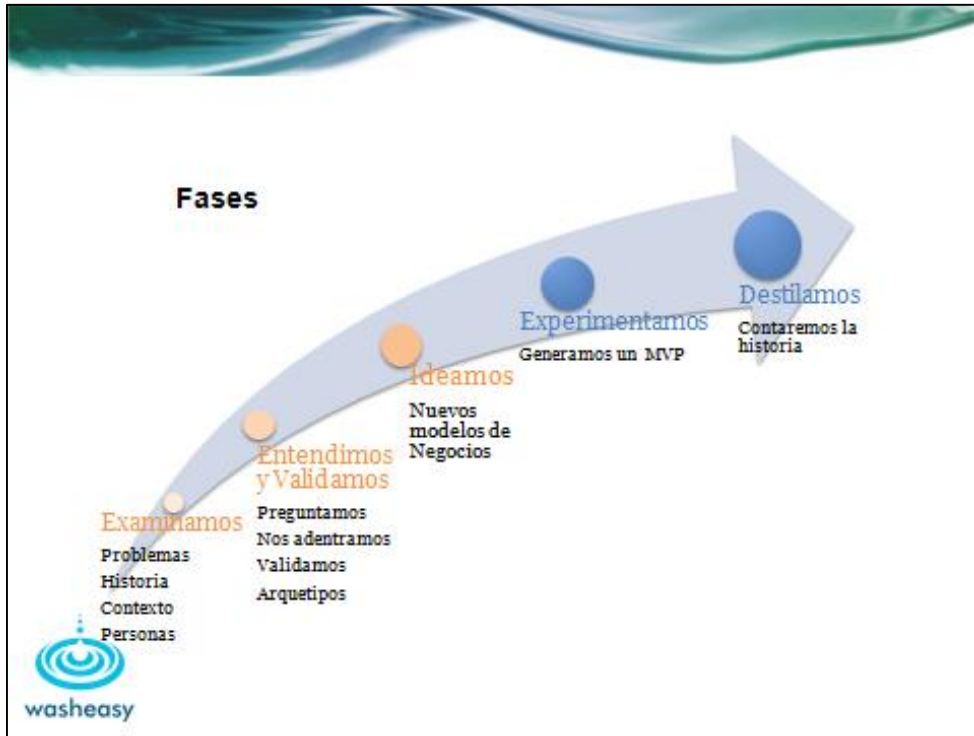 Fases
Examinamos
Problemas
Historia
Contexto
Personas
Entendimos
y Validamos
Preguntamos
Nos adentramos
Validamos
Arquetipos
Ideamos
Nuevos
modelos de
Negocios
Experimentamos
Generamos un MVP
Destilamos
Contaremos la
historia
washeasy